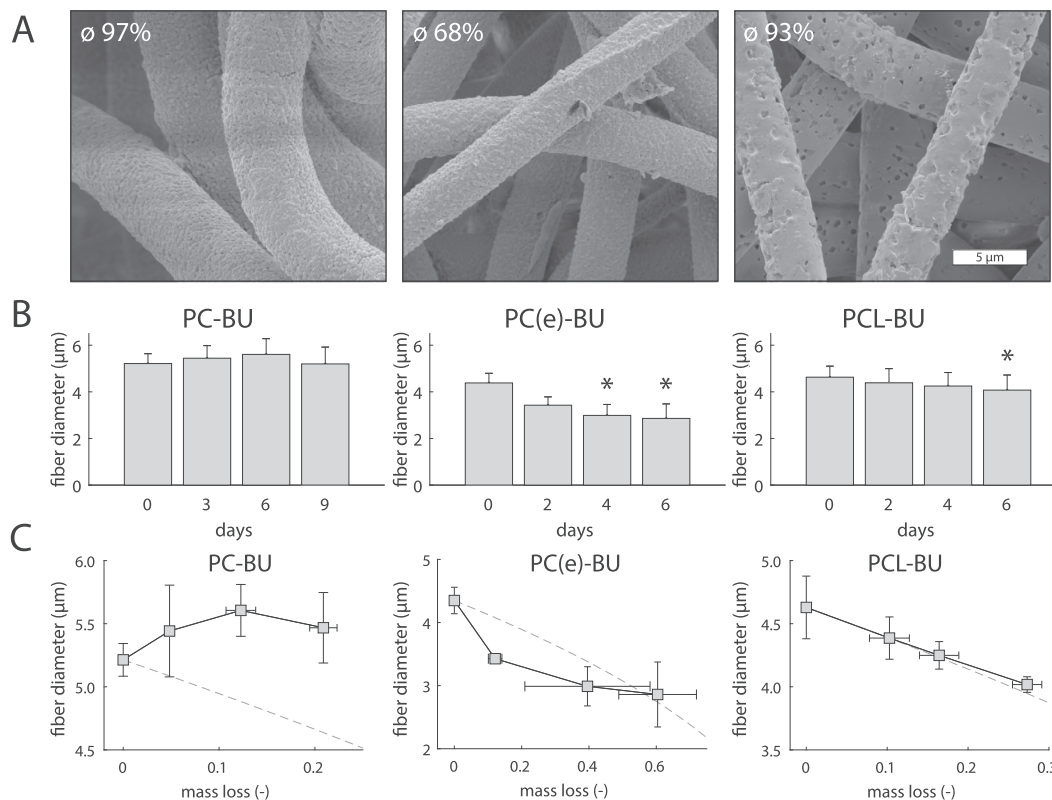 A
ø 97%
ø 68%
ø 93%
5 µm
B
PC-BU
PC(e)-BU
PCL-BU
fiber diameter (µm)
6
4
2
0
0 3 6 9
days
fiber diameter (µm)
6
4
2
0
* *
0 2 4 6
days
fiber diameter (µm)
6
4
2
0
*
0 2 4 6
days
C
PC-BU
PC(e)-BU
PCL-BU
fiber diameter (µm)
6.0
5.5
5.0
4.5
0 0.1 0.2
mass loss (-)
fiber diameter (µm)
5
4
3
2
0 0.2 0.4 0.6
mass loss (-)
fiber diameter (µm)
5.0
4.5
4.0
3.5
0 0.1 0.2 0.3
mass loss (-)